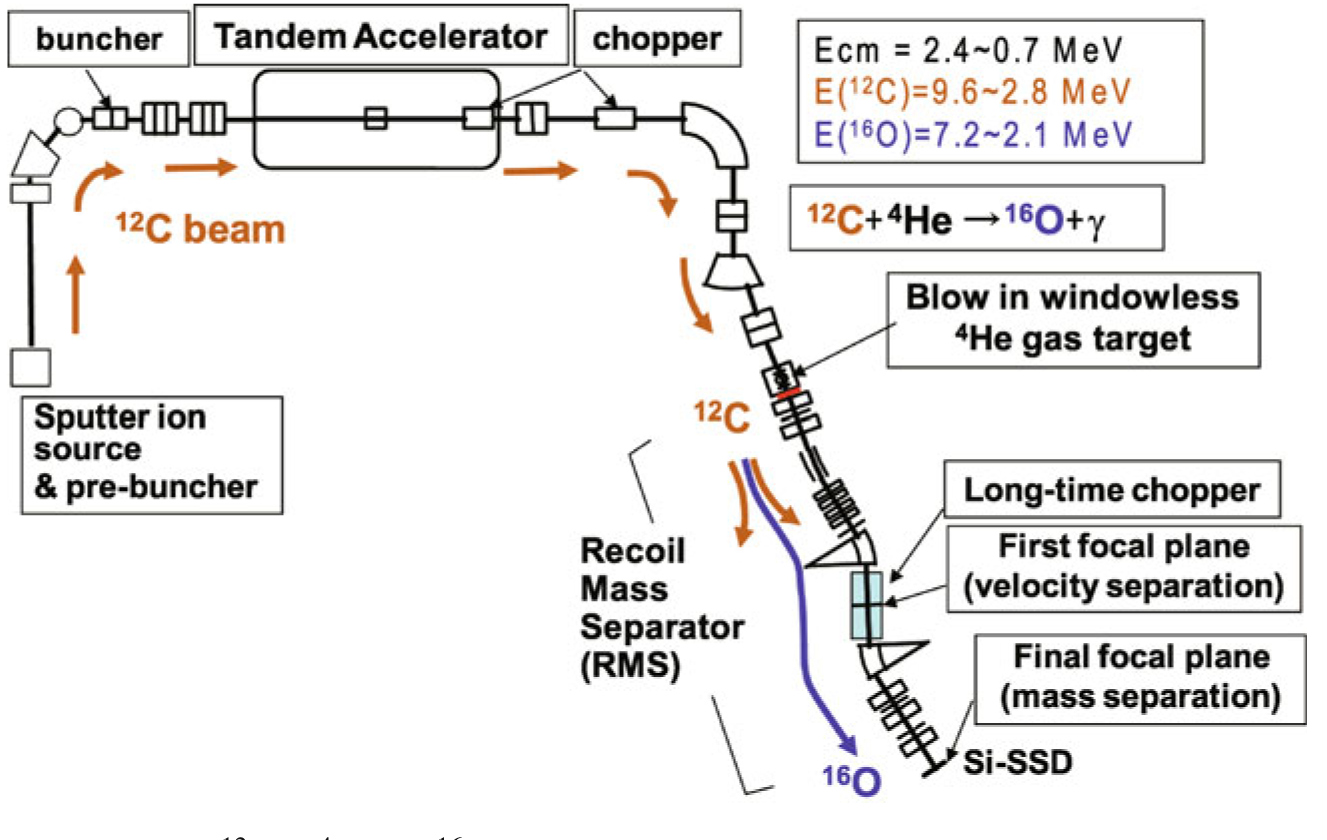 buncher
Tandem Accelerator
chopper
Ecm = 2.4~0.7 MeV
E(¹²C)=9.6~2.8 MeV
E(¹⁶O)=7.2~2.1 MeV
¹²C beam
¹²C+⁴He →¹⁶O+γ
Blow in windowless
⁴He gas target
Sputter ion
source
& pre-buncher
¹²C
Long-time chopper
First focal plane
(velocity separation)
Recoil
Mass
Separator
(RMS)
Final focal plane
(mass separation)
Si-SSD
¹⁶O